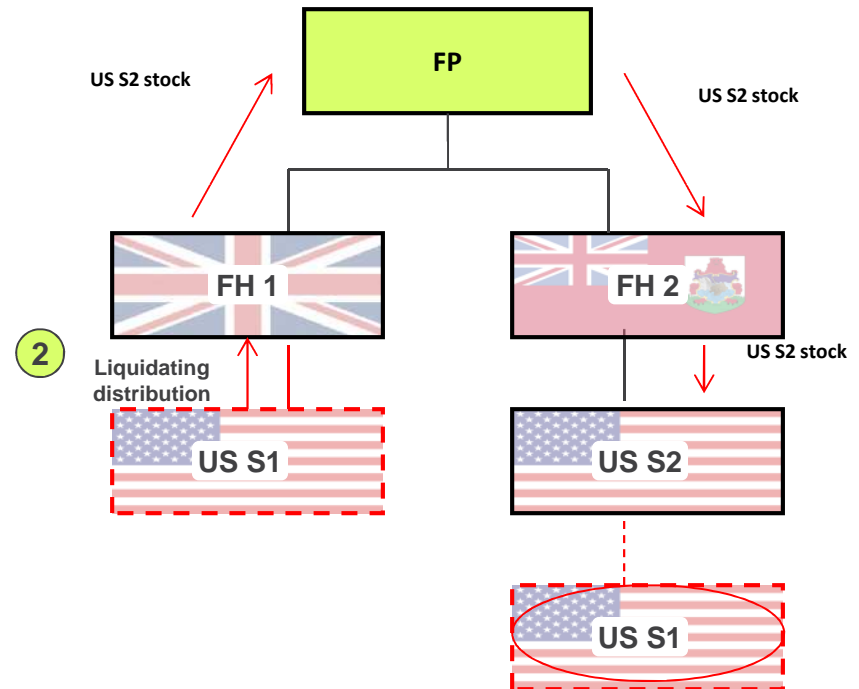 FP
US S2 stock
US S2 stock
FH 1
FH 2
2
Liquidating
distribution
US S2 stock
US S1
US S2
US S1